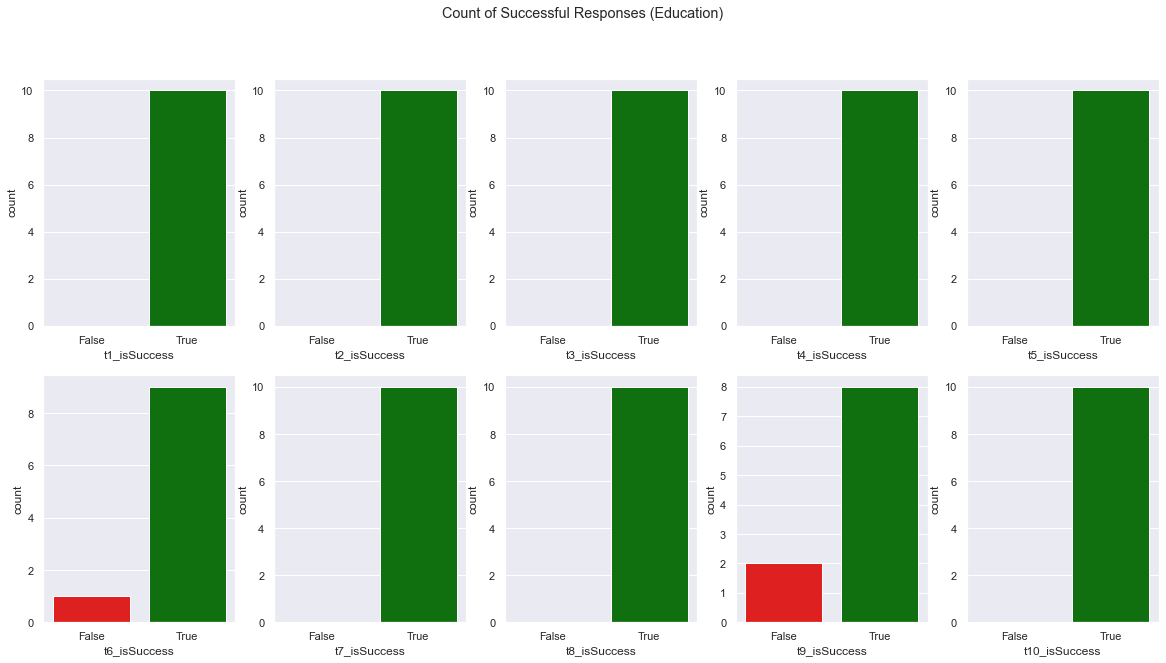 Count of Successful Responses (Education)
10
8
6
4
2
0
count
False True
t1_isSuccess
10
8
6
4
2
0
count
False True
t2_isSuccess
10
8
6
4
2
0
count
False True
t3_isSuccess
10
8
6
4
2
0
count
False True
t4_isSuccess
10
8
6
4
2
0
count
False True
t5_isSuccess
8
6
4
2
0
count
False True
t6_isSuccess
10
8
6
4
2
0
count
False True
t7_isSuccess
10
8
6
4
2
0
count
False True
t8_isSuccess
8
7
6
5
4
3
2
1
0
count
False True
t9_isSuccess
10
8
6
4
2
0
count
False True
t10_isSuccess